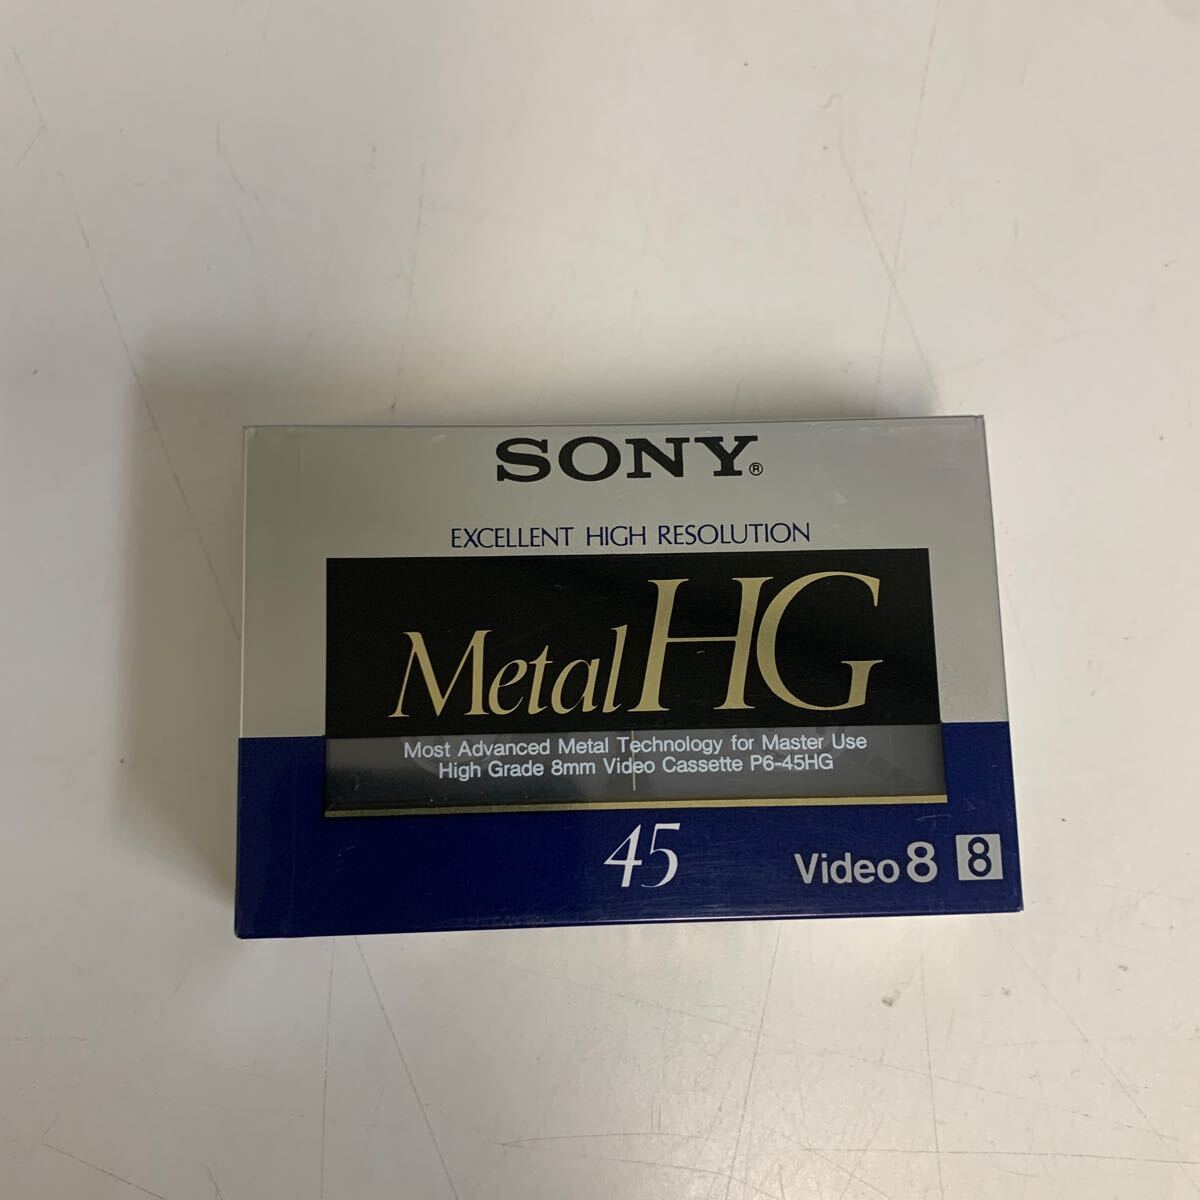 SONY®
EXCELLENT HIGH RESOLUTION
Metal HG
Most Advanced Metal Technology for Master Use
High Grade 8mm Video Cassette P6-45HG
45
Video 8 8